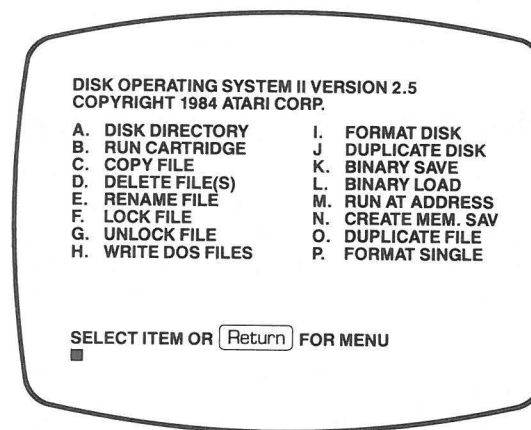 DISK OPERATING SYSTEM II VERSION 2.5
COPYRIGHT 1984 ATARI CORP.
A. DISK DIRECTORY
B. RUN CARTRIDGE
C. COPY FILE
D. DELETE FILE(S)
E. RENAME FILE
F. LOCK FILE
G. UNLOCK FILE
H. WRITE DOS FILES
I. FORMAT DISK
J DUPLICATE DISK
K. BINARY SAVE
L. BINARY LOAD
M. RUN AT ADDRESS
N. CREATE MEM. SAV
O. DUPLICATE FILE
P. FORMAT SINGLE
SELECT ITEM OR Return FOR MENU